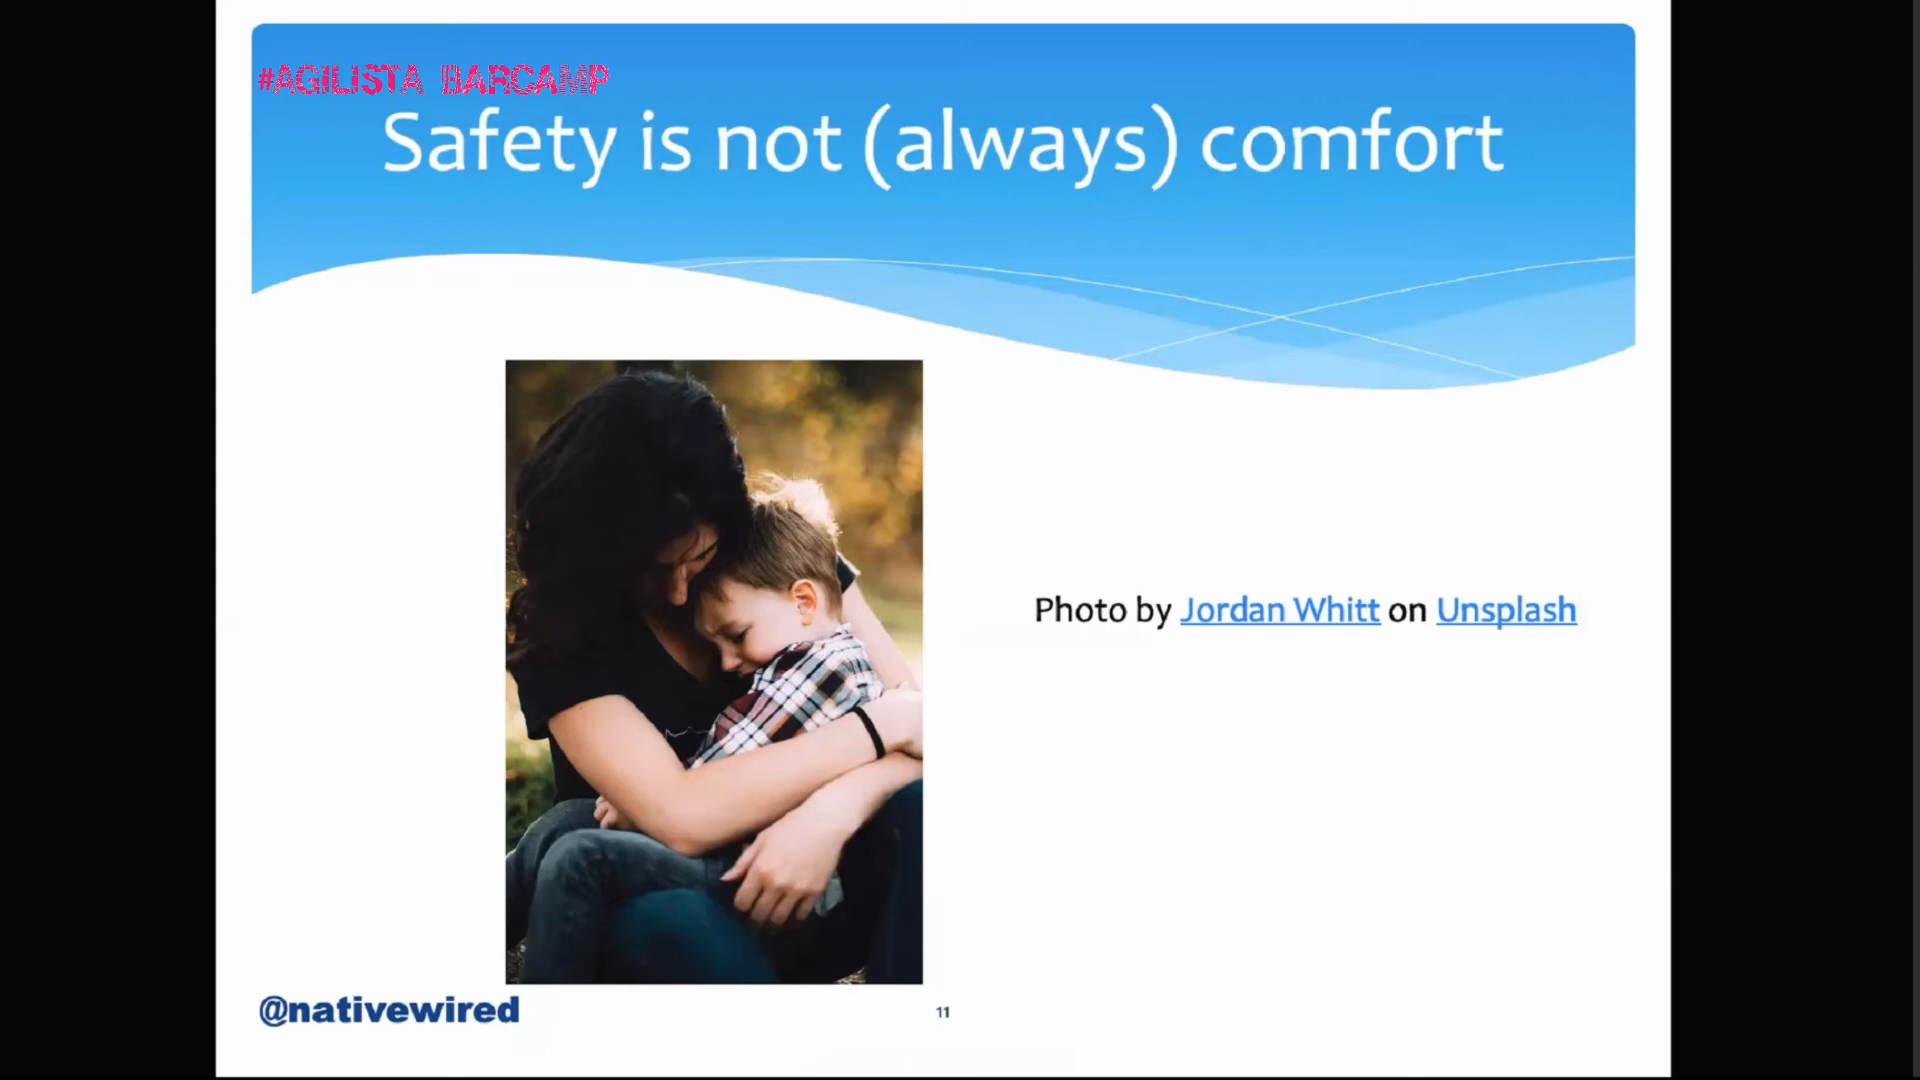 #AGILISTA BARCAMP
Safety is not (always) comfort
Photo by Jordan Whitt on Unsplash
@nativewired
11